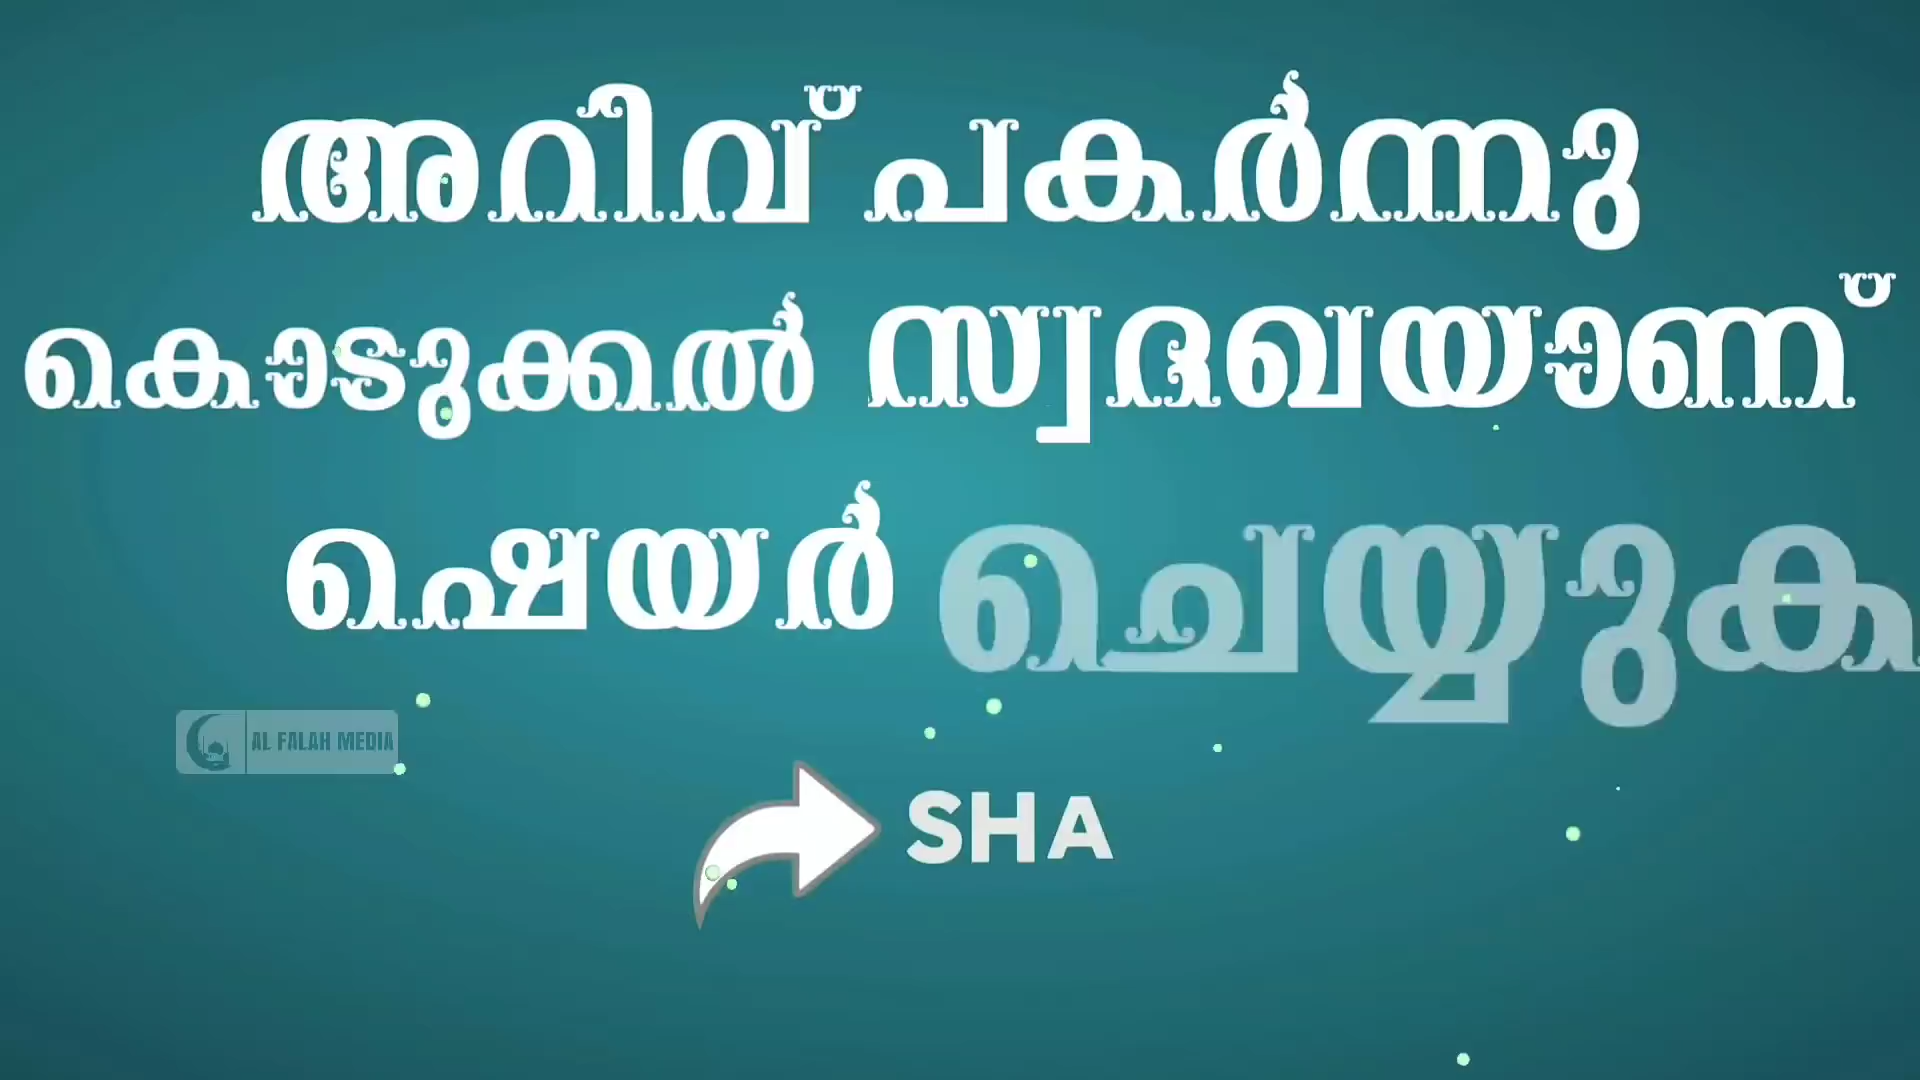 അറിവ് പകർന്നു
കൊടുക്കൽ സ്വദഖയാണ്
ഷെയർ ചെയ്യുക
AL FALAH MEDIA
SHA